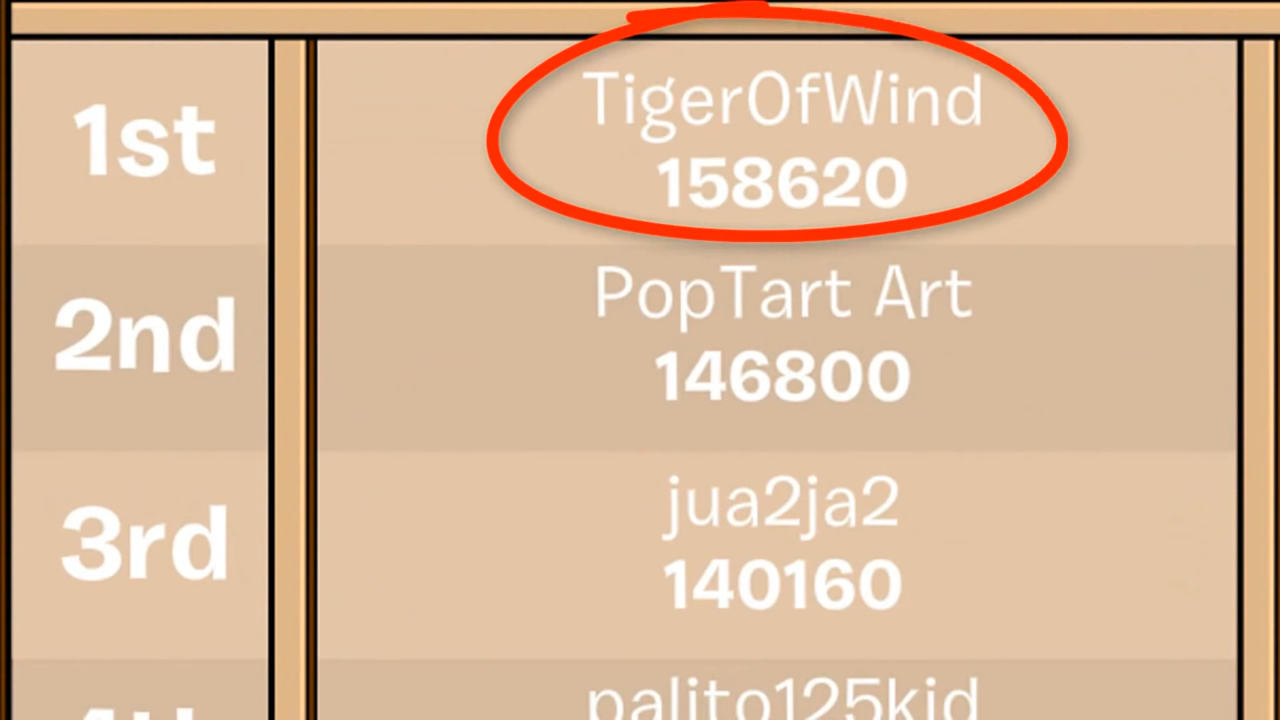 1st
TigerOfWind
158620
2nd
PopTart Art
146800
3rd
jua2ja2
140160
palito125kid